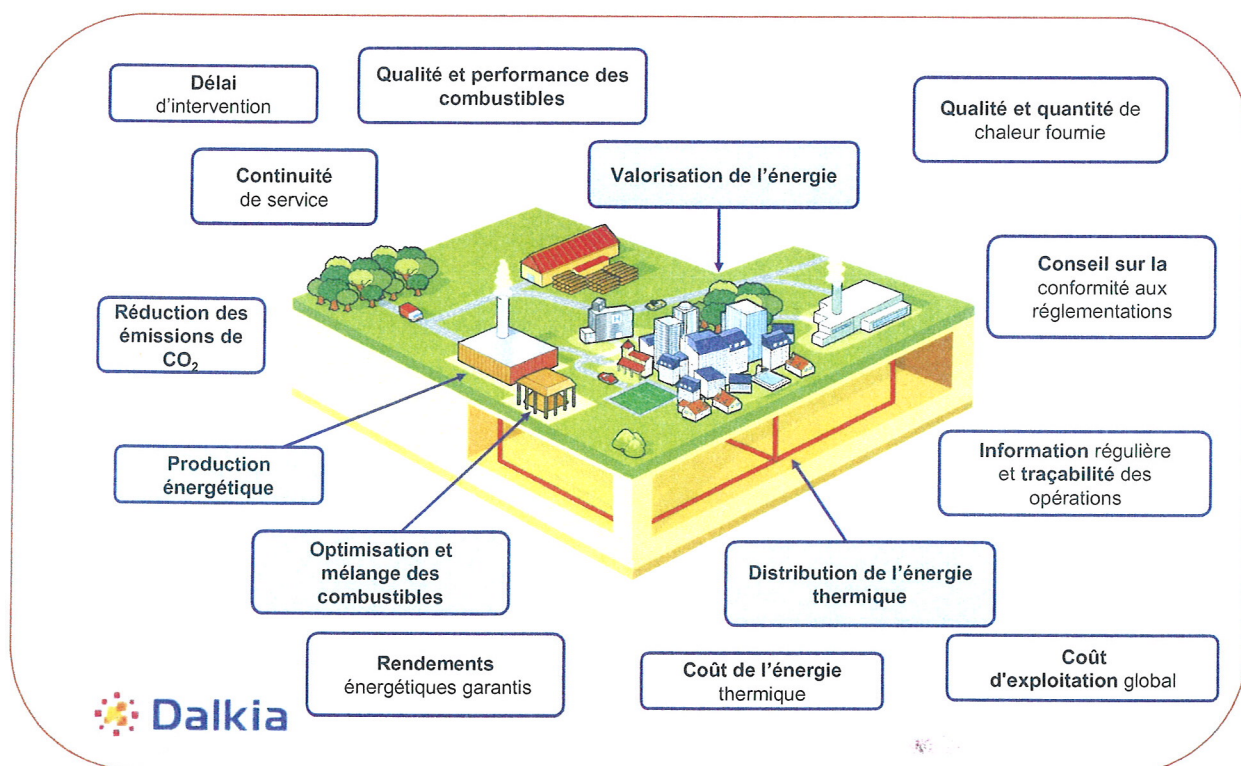 Délai
d'intervention
Qualité et performance des
combustibles
Qualité et quantité de
chaleur fournie
Continuité
de service
Valorisation de l'énergie
Conseil sur la
conformité aux
réglementations
Réduction des
émissions de
CO₂
Production
énergétique
Information régulière
et traçabilité des
opérations
Optimisation et
mélange des
combustibles
Distribution de l'énergie
thermique
Rendements
énergétiques garantis
Coût de l'énergie
thermique
Coût
d'exploitation global
Dalkia